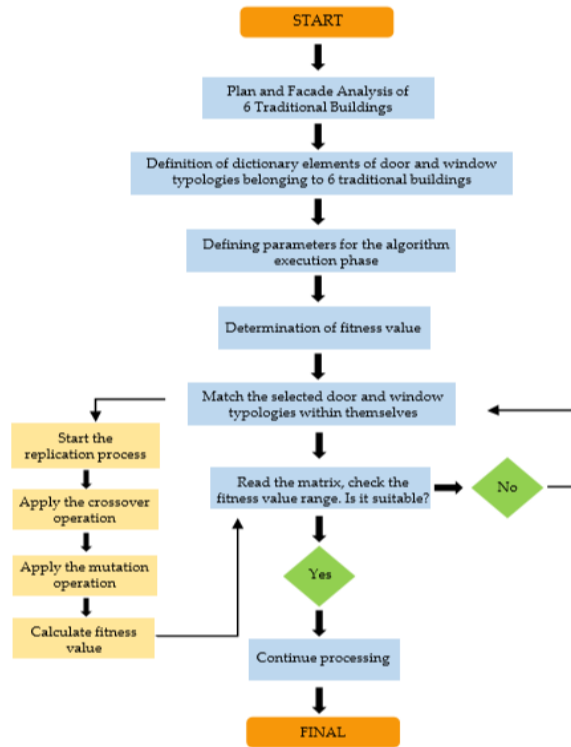 START
Plan and Facade Analysis of
6 Traditional Buildings
Definition of dictionary elements of door and window
typologies belonging to 6 traditional buildings
Defining parameters for the algorithm
execution phase
Determination of fitness value
Match the selected door and window
typologies within themselves
Start the
replication process
Apply the crossover
operation
Apply the mutation
operation
Calculate fitness
value
Read the matrix, check the
fitness value range. Is it suitable?
No
Yes
Continue processing
FINAL